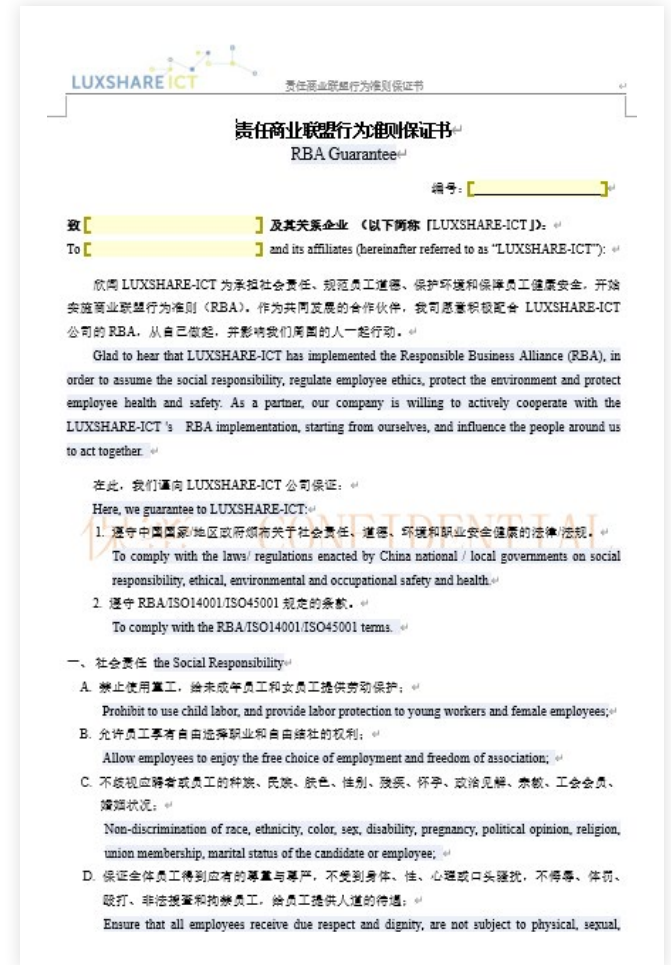 LUXSHARE ICT
责任商业联盟行为准则保证书
责任商业联盟行为准则保证书
RBA Guarantee
编号:
致 及其关系企业 (以下简称「LUXSHARE-ICT」):
To and its affiliates (hereinafter referred to as “LUXSHARE-ICT”):
欣闻 LUXSHARE-ICT 为承担社会责任、规范员工道德、保护环境和保障员工健康安全,开始
实施商业联盟行为准则(RBA)。作为共同发展的合作伙伴,我司愿意积极配合 LUXSHARE-ICT
公司的 RBA,从自己做起,并影响我们周围的人一起行动。
Glad to hear that LUXSHARE-ICT has implemented the Responsible Business Alliance (RBA), in
order to assume the social responsibility, regulate employee ethics, protect the environment and protect
employee health and safety. As a partner, our company is willing to actively cooperate with the
LUXSHARE-ICT 's RBA implementation, starting from ourselves, and influence the people around us
to act together.
在此,我们谨向 LUXSHARE-ICT 公司保证:
Here, we guarantee to LUXSHARE-ICT:
CONFIDENTIAL
1. 遵守中国国家/地区政府颁布关于社会责任、道德、环境和职业安全健康的法律/法规。
To comply with the laws/ regulations enacted by China national / local governments on social
responsibility, ethical, environmental and occupational safety and health.
2. 遵守 RBA/ISO14001/ISO45001 规定的条款。
To comply with the RBA/ISO14001/ISO45001 terms.
一、社会责任 the Social Responsibility
A. 禁止使用童工,给未成年员工和女员工提供劳动保护;
Prohibit to use child labor, and provide labor protection to young workers and female employees;
B. 允许员工享有自由选择职业和自由结社的权利;
Allow employees to enjoy the free choice of employment and freedom of association;
C. 不歧视应聘者或员工的种族、民族、肤色、性别、残疾、怀孕、政治见解、宗教、工会会员、
婚姻状况;
Non-discrimination of race, ethnicity, color, sex, disability, pregnancy, political opinion, religion,
union membership, marital status of the candidate or employee;
D. 保证全体员工得到应有的尊重与尊严,不受到身体、性、心理或口头骚扰,不侮辱、体罚、
殴打、非法搜查和拘禁员工,给员工提供人道的待遇;
Ensure that all employees receive due respect and dignity, are not subject to physical, sexual,